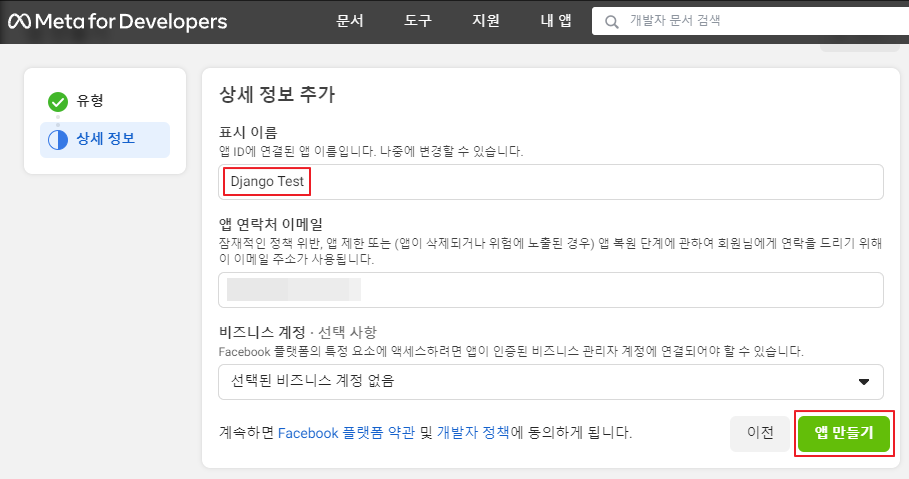 Meta for Developers
문서
도구
지원
내 앱
개발자 문서 검색
유형
상세 정보
상세 정보 추가
표시 이름
앱 ID에 연결된 앱 이름입니다. 나중에 변경할 수 있습니다.
Django Test
앱 연락처 이메일
잠재적인 정책 위반, 앱 제한 또는 (앱이 삭제되거나 위험에 노출된 경우) 앱 복원 단계에 관하여 회원님에게 연락을 드리기 위해
이 이메일 주소가 사용됩니다.
비즈니스 계정 · 선택 사항
Facebook 플랫폼의 특정 요소에 액세스하려면 앱이 인증된 비즈니스 관리자 계정에 연결되어야 할 수 있습니다.
선택된 비즈니스 계정 없음
계속하면 Facebook 플랫폼 약관 및 개발자 정책에 동의하게 됩니다.
이전
앱 만들기